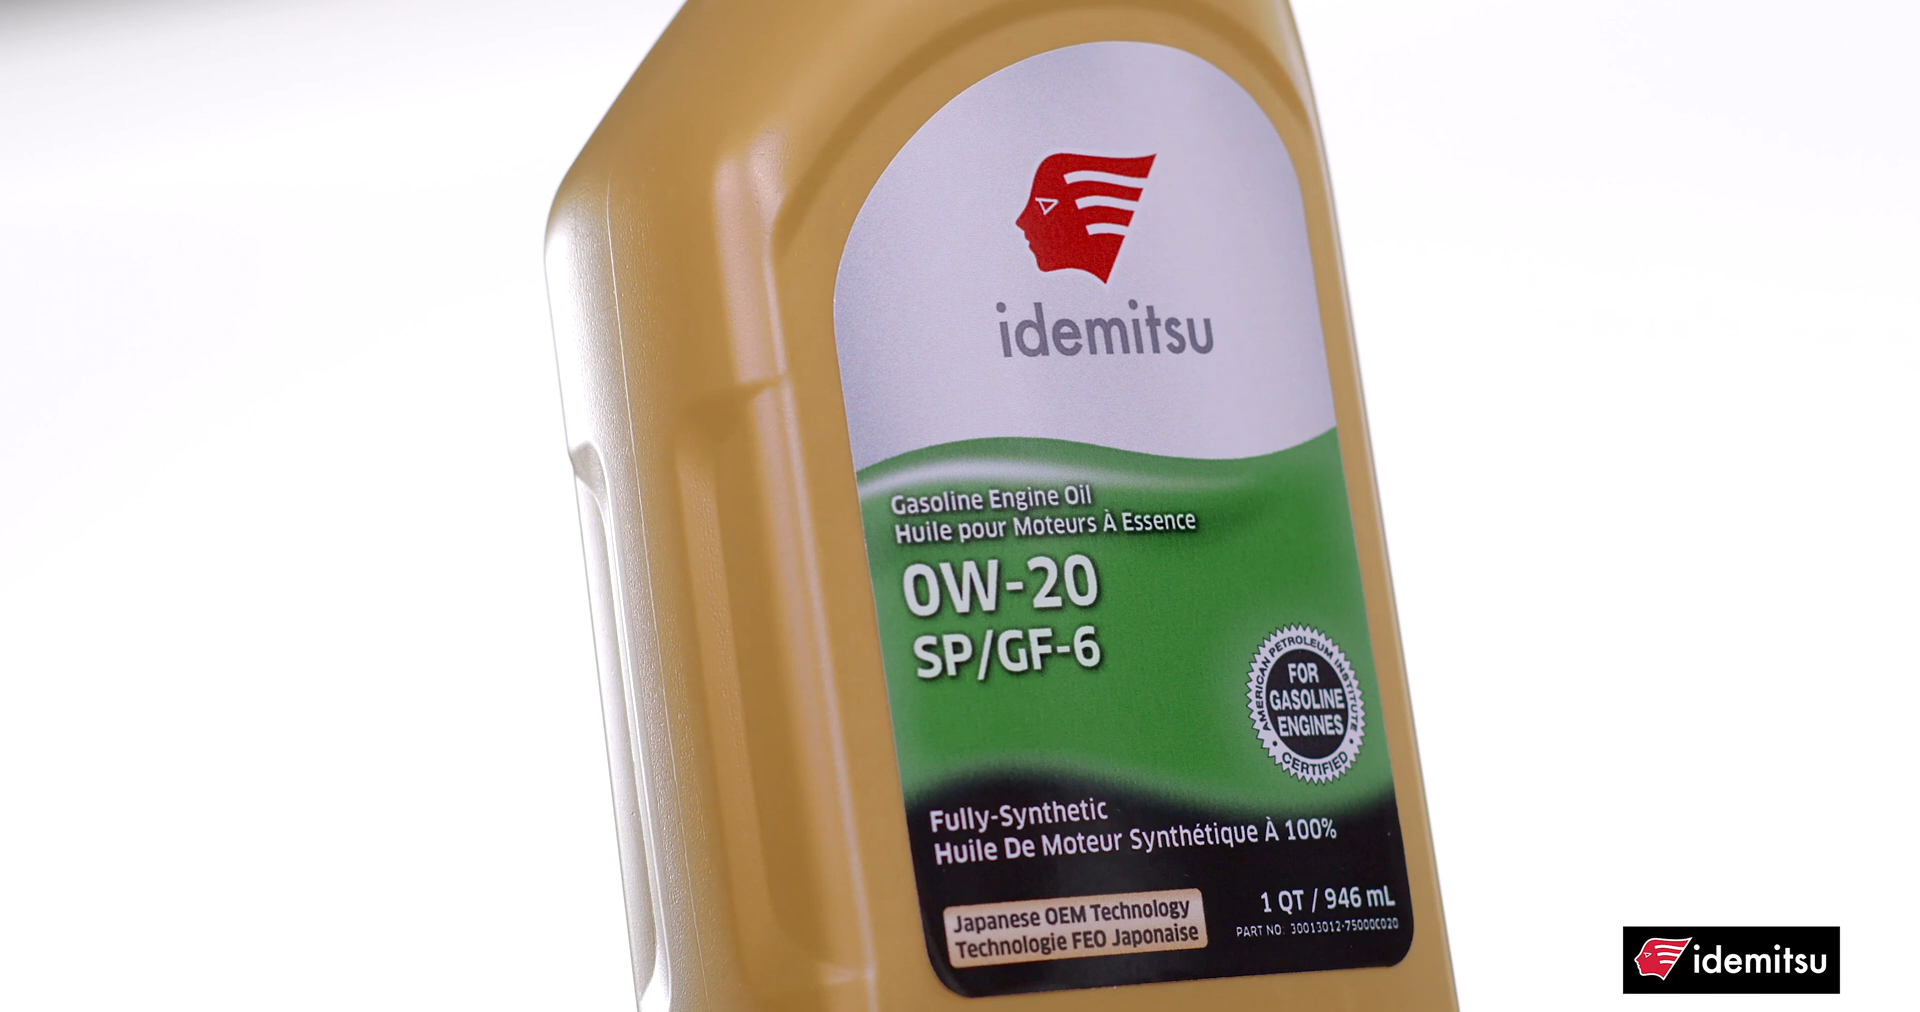 idemitsu
Gasoline Engine Oil
Huile pour Moteurs À Essence
0W-20
SP/GF-6
AMERICAN PETROLEUM INSTITUTE
FOR
GASOLINE
ENGINES
CERTIFIED
Fully-Synthetic
Huile De Moteur Synthétique À 100%
Japanese OEM Technology
Technologie FEO Japonaise
1 QT / 946 mL
PART NO: 30013012-75000C020
idemitsu